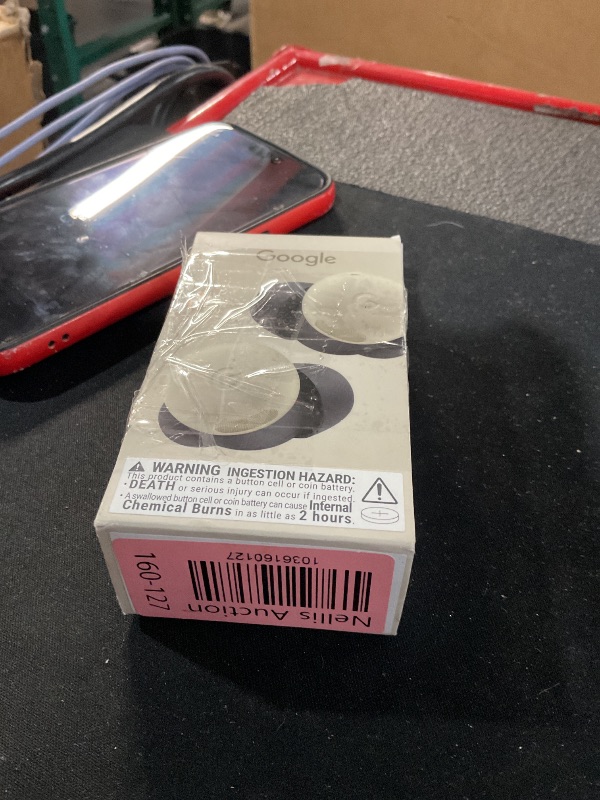 Google
WARNING INGESTION HAZARD:
This product contains a button cell or coin battery.
• DEATH or serious injury can occur if ingested.
• A swallowed button cell or coin battery can cause Internal
Chemical Burns in as little as 2 hours.
Nellis Auction
1036160127
160-127